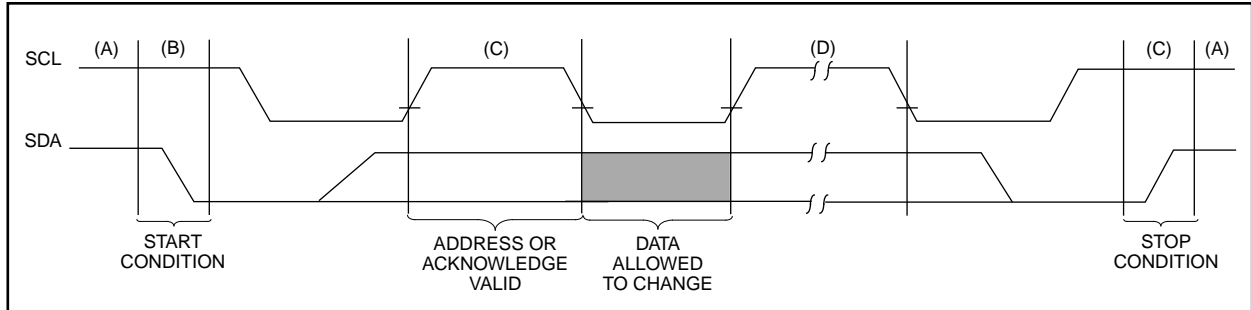 (A) (B) (C) (D) (C) (A)
SCL
SDA
START
CONDITION
ADDRESS OR
ACKNOWLEDGE
VALID
DATA
ALLOWED
TO CHANGE
STOP
CONDITION